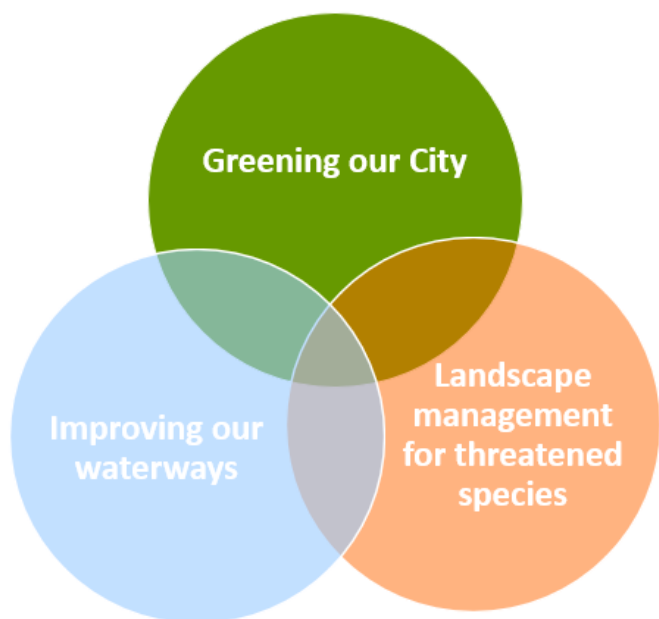 Greening our City
Improving our
waterways
Landscape
management
for threatened
species